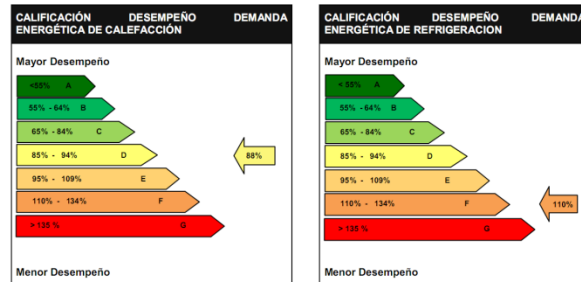 CALIFICACIÓN DESEMPEÑO DEMANDA
ENERGÉTICA DE CALEFACCIÓN
Mayor Desempeño
<55% A
55% - 64% B
65% - 84% C
85% - 94% D
88%
95% - 109% E
110% - 134% F
> 135 % G
Menor Desempeño
CALIFICACIÓN DESEMPEÑO DEMANDA
ENERGÉTICA DE REFRIGERACION
Mayor Desempeño
< 55% A
55% - 64% B
65% - 84% C
85% - 94% D
95% - 109% E
110% - 134% F
110%
> 135 % G
Menor Desempeño